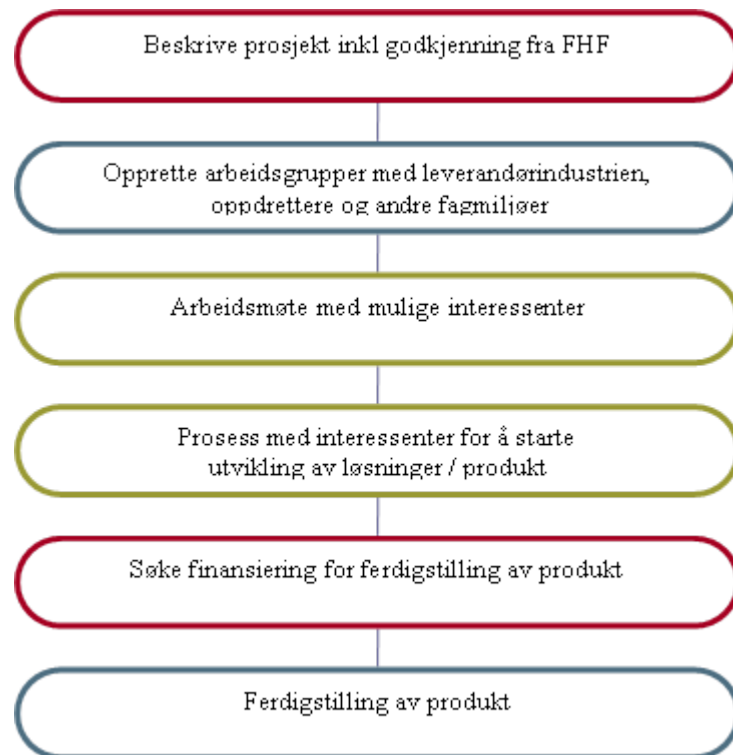 Beskrive prosjekt inkl godkjenning fra FHF
Opprette arbeidsgrupper med leverandørindustrien,
oppdrettere og andre fagmiljøer
Arbeidsmøte med mulige interessenter
Prosess med interessenter for å starte
utvikling av løsninger / produkt
Søke finansiering for ferdigstilling av produkt
Ferdigstilling av produkt